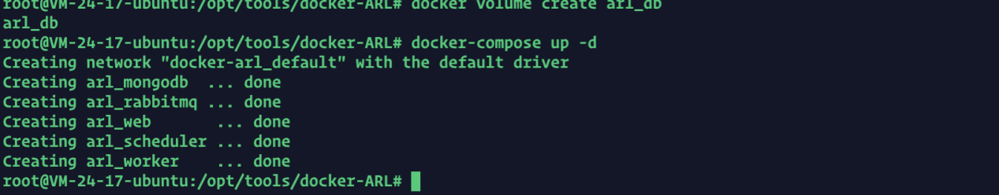 root@VM-24-17-ubuntu:/opt/tools/docker-ARL# docker volume create arl_db
arl_db
root@VM-24-17-ubuntu:/opt/tools/docker-ARL# docker-compose up -d
Creating network "docker-arl_default" with the default driver
Creating arl_mongodb  ... done
Creating arl_rabbitmq ... done
Creating arl_web       ... done
Creating arl_scheduler ... done
Creating arl_worker    ... done
root@VM-24-17-ubuntu:/opt/tools/docker-ARL#